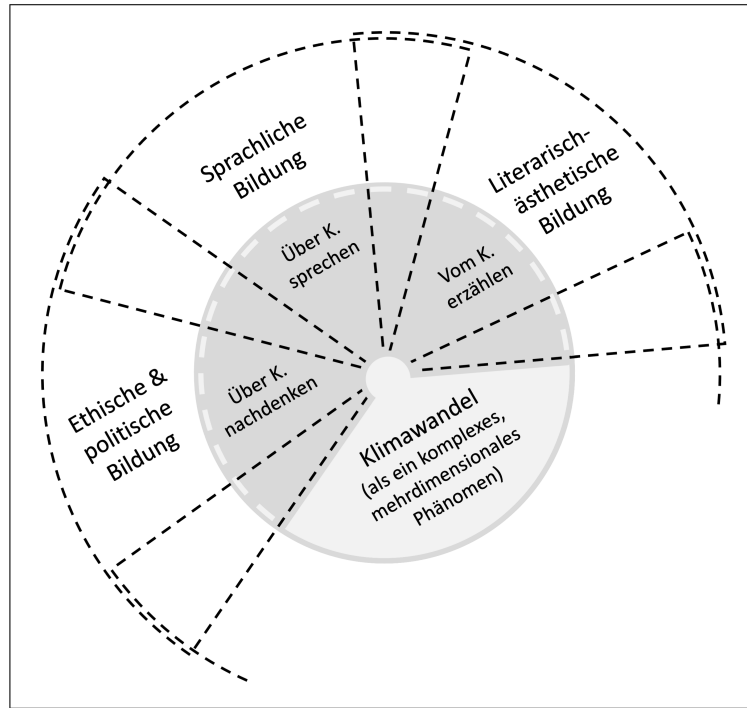 Sprachliche
Bildung
Literarisch-
ästhetische
Bildung
Über K.
sprechen
Vom K.
erzählen
Ethische &
politische
Bildung
Über K.
nachdenken
Klimawandel
(als ein komplexes,
mehrdimensionales
Phänomen)